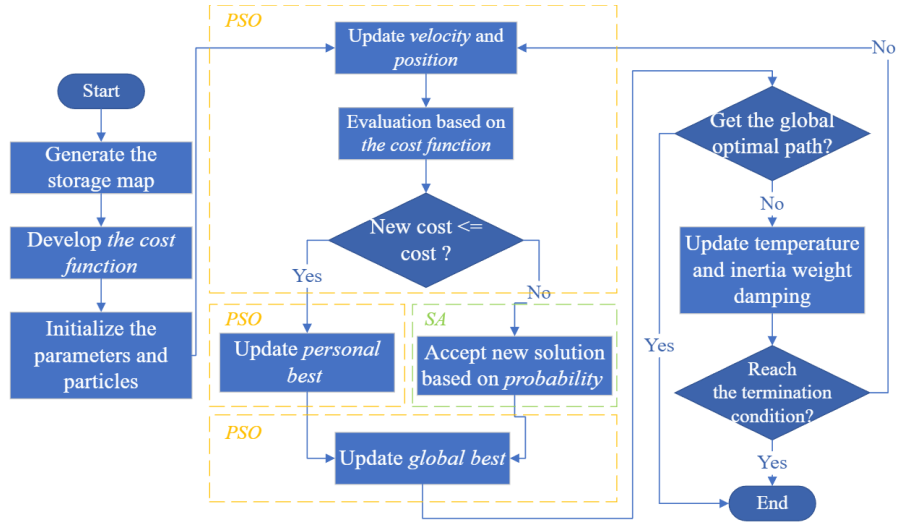 Start
Generate the
storage map
Develop the cost
function
Initialize the
parameters and
particles
PSO
Update velocity and
position
Evaluation based on
the cost function
New cost <=
cost ?
Yes
No
PSO
Update personal
best
SA
Accept new solution
based on probability
PSO
Update global best
No
Get the global
optimal path?
No
Update temperature
and inertia weight
damping
Yes
Reach
the termination
condition?
Yes
End